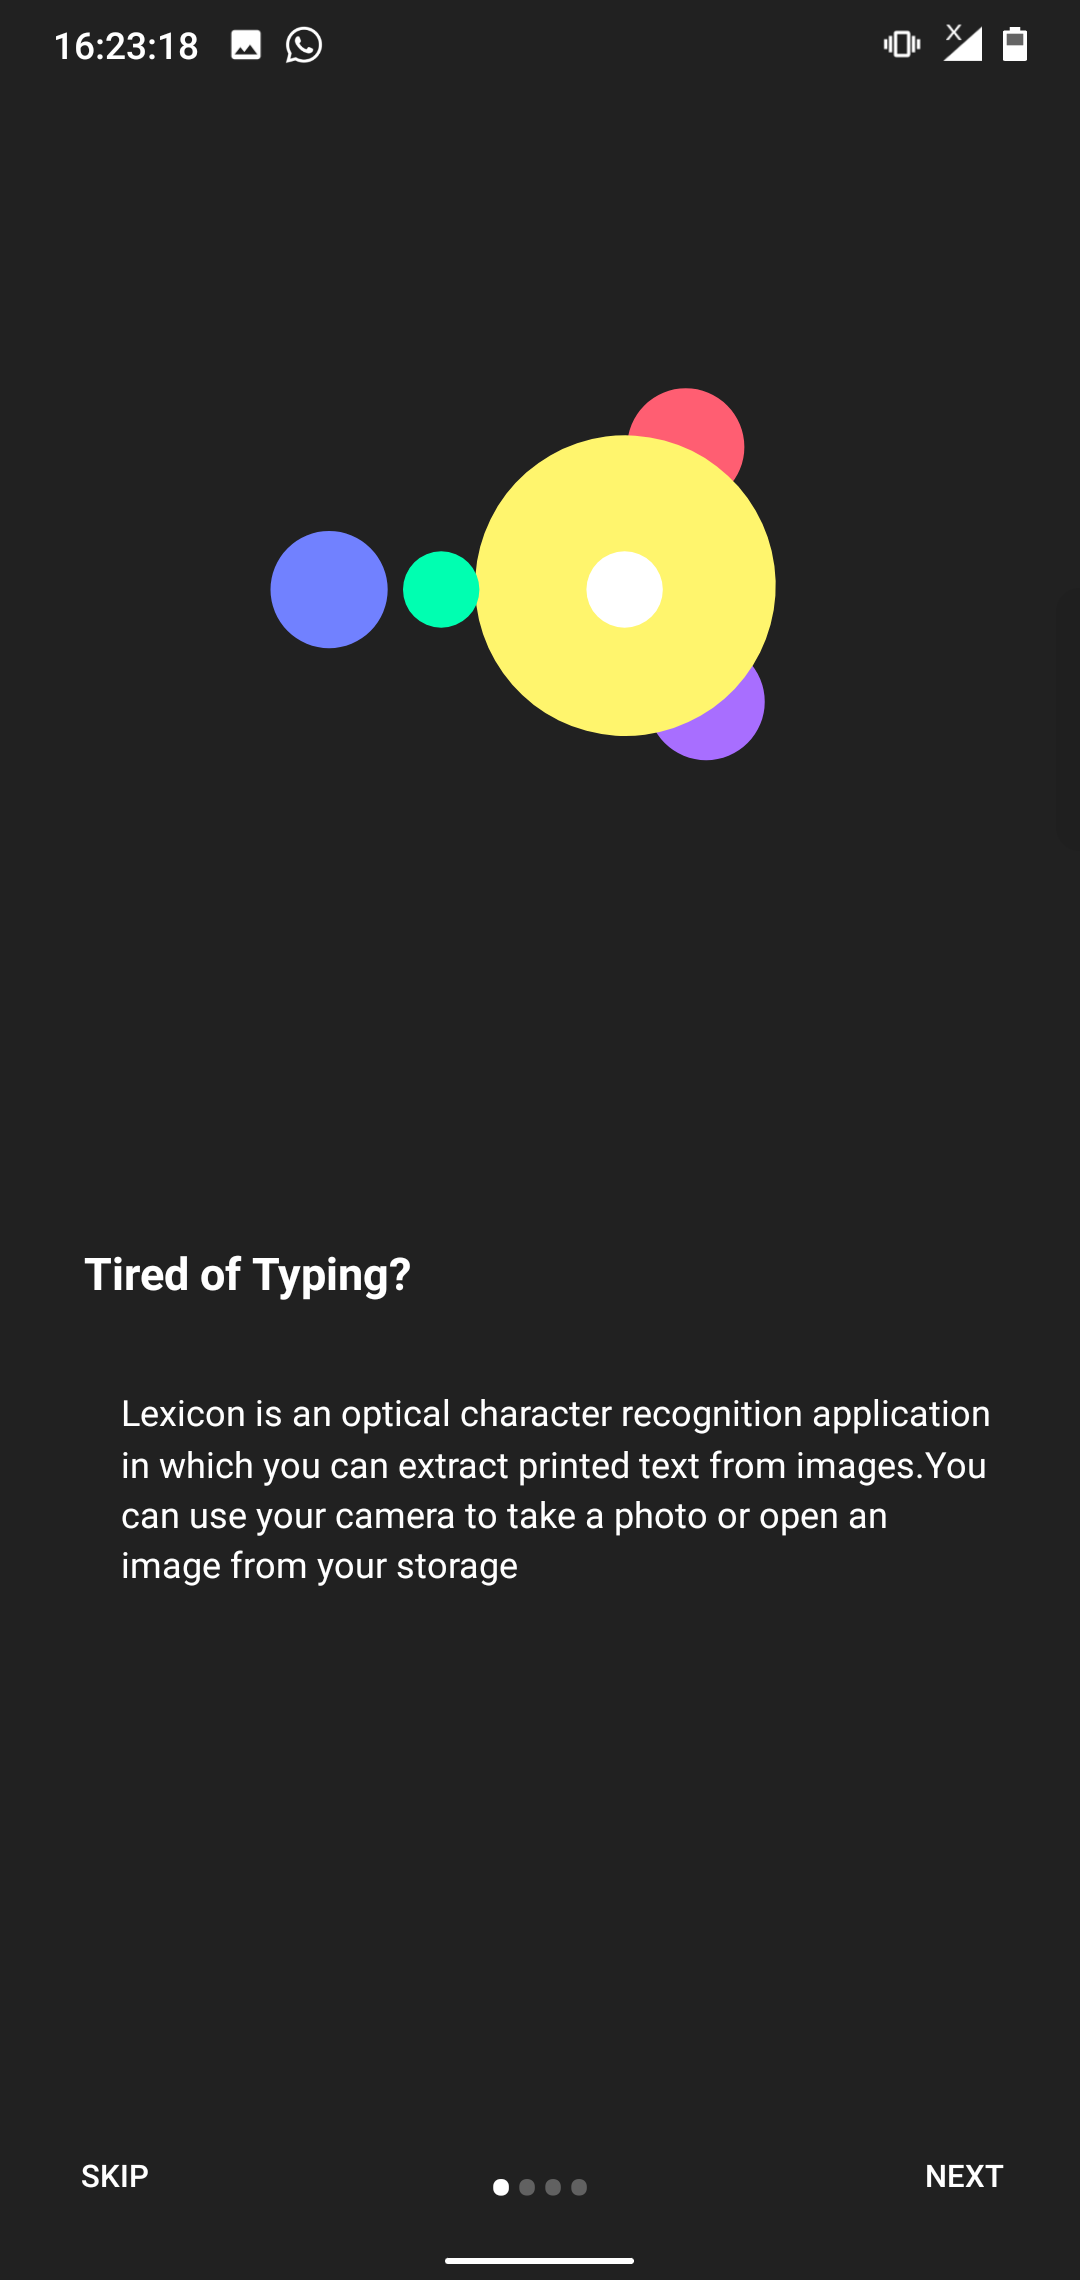 16:23:18
Tired of Typing?
Lexicon is an optical character recognition application
in which you can extract printed text from images.You
can use your camera to take a photo or open an
image from your storage
SKIP
NEXT